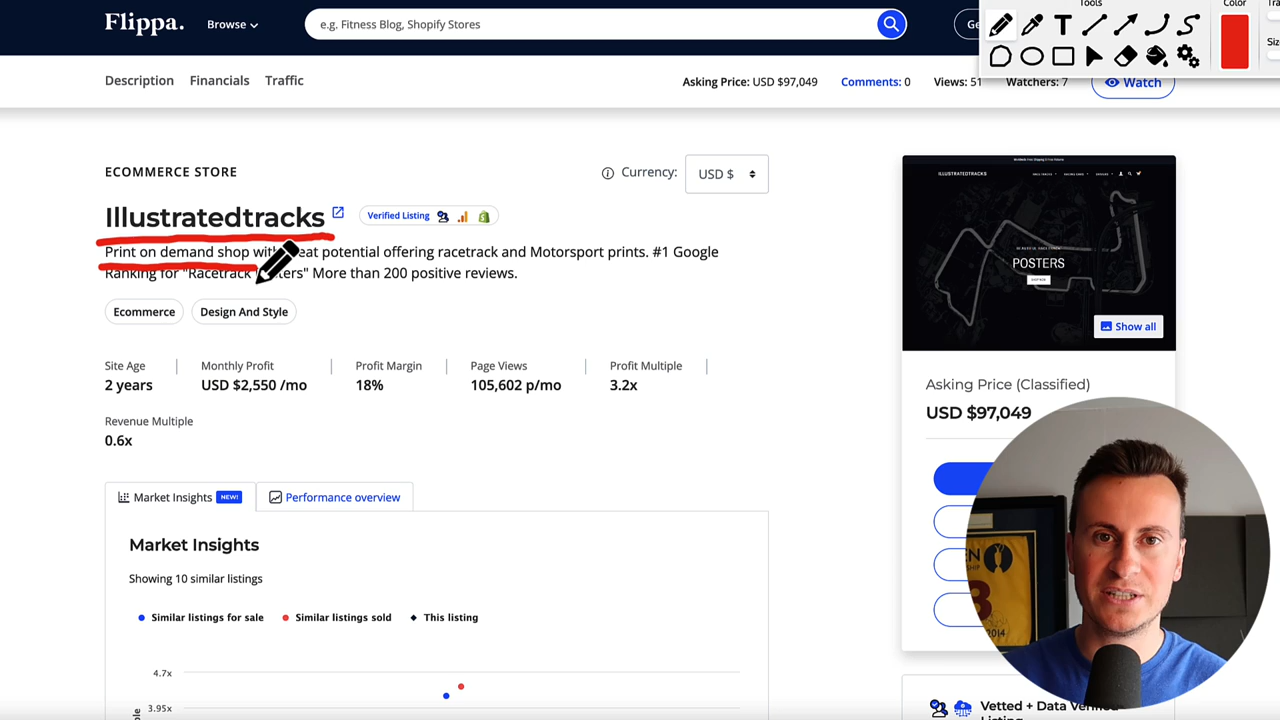 Flippa.
Browse
e.g. Fitness Blog, Shopify Stores
Tools
Color
Description
Financials
Traffic
Asking Price: USD $97,049
Comments: 0
Views: 51
Watchers: 7
Watch
ECOMMERCE STORE
Currency:
USD $
Illustratedtracks
Verified Listing
Print on demand shop with potential offering racetrack and Motorsport prints. #1 Google
Ranking for "Racetrack More than 200 positive reviews.
Ecommerce
Design And Style
Site Age
2 years
Monthly Profit
USD $2,550 /mo
Profit Margin
18%
Page Views
105,602 p/mo
Profit Multiple
3.2x
Revenue Multiple
0.6x
ILLUSTRATEDTRACKS
POSTERS
Show all
Asking Price (Classified)
USD $97,049
Market Insights NEW!
Performance overview
Market Insights
Showing 10 similar listings
Similar listings for sale
Similar listings sold
This listing
4.7x
3.95x
8
2014
Vetted + Data Verified
Listing